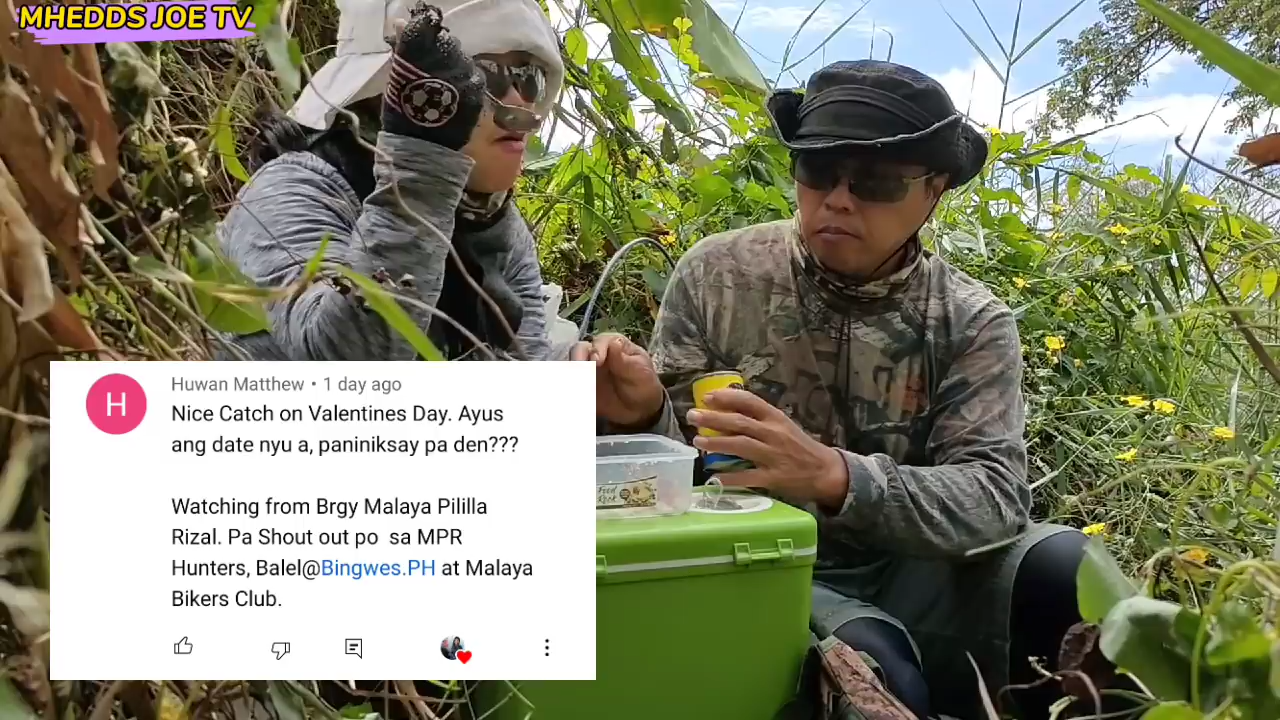 MHEDDS JOE TV
Huwan Matthew • 1 day ago
Nice Catch on Valentines Day. Ayus
ang date nyu a, paniniksay pa den???
Watching from Brgy Malaya Pililla
Rizal. Pa Shout out po sa MPR
Hunters, Balel@Bingwes.PH at Malaya
Bikers Club.
H